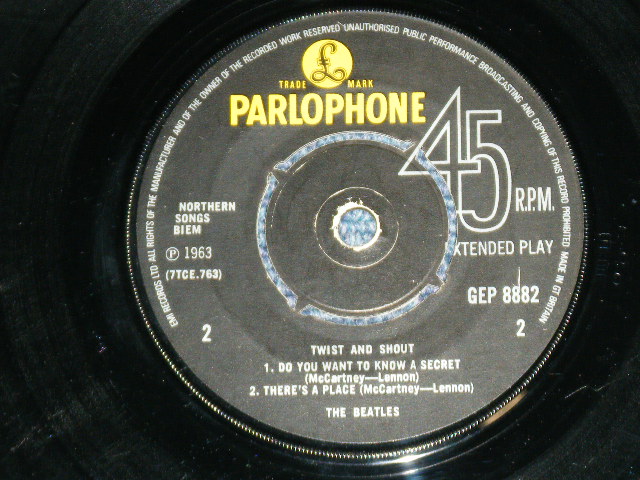 EMI RECORDS LTD ALL RIGHTS OF THE MANUFACTURER AND OF THE OWNER OF THE RECORDED WORK RESERVED UNAUTHORISED PUBLIC PERFORMANCE BROADCASTING AND COPYING OF THIS RECORD PROHIBITED MADE IN GT BRITAIN
£
TRADE MARK
PARLOPHONE
45 R.P.M.
EXTENDED PLAY
NORTHERN
SONGS
BIEM
℗ 1963
(7TCE.763)
GEP 8882
2
2
TWIST AND SHOUT
1. DO YOU WANT TO KNOW A SECRET
(McCartney—Lennon)
2. THERE'S A PLACE (McCartney—Lennon)
THE BEATLES